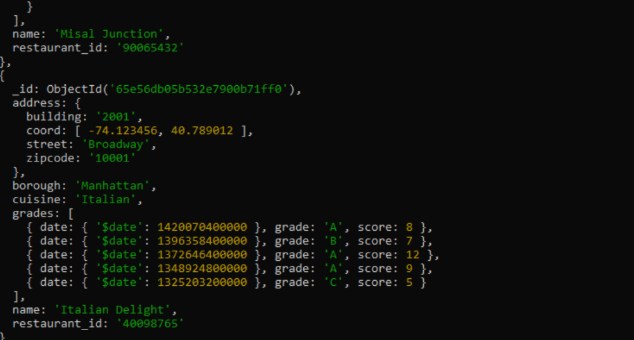 }
],
name: 'Misal Junction',
restaurant_id: '90065432'
},
{
_id: ObjectId('65e56db05b532e7900b71ff0'),
address: {
building: '2001',
coord: [ -74.123456, 40.789012 ],
street: 'Broadway',
zipcode: '10001'
},
borough: 'Manhattan',
cuisine: 'Italian',
grades: [
{ date: { '$date': 1420070400000 }, grade: 'A', score: 8 },
{ date: { '$date': 1396358400000 }, grade: 'B', score: 7 },
{ date: { '$date': 1372646400000 }, grade: 'A', score: 12 },
{ date: { '$date': 1348924800000 }, grade: 'A', score: 9 },
{ date: { '$date': 1325203200000 }, grade: 'C', score: 5 }
],
name: 'Italian Delight',
restaurant_id: '40098765'
}